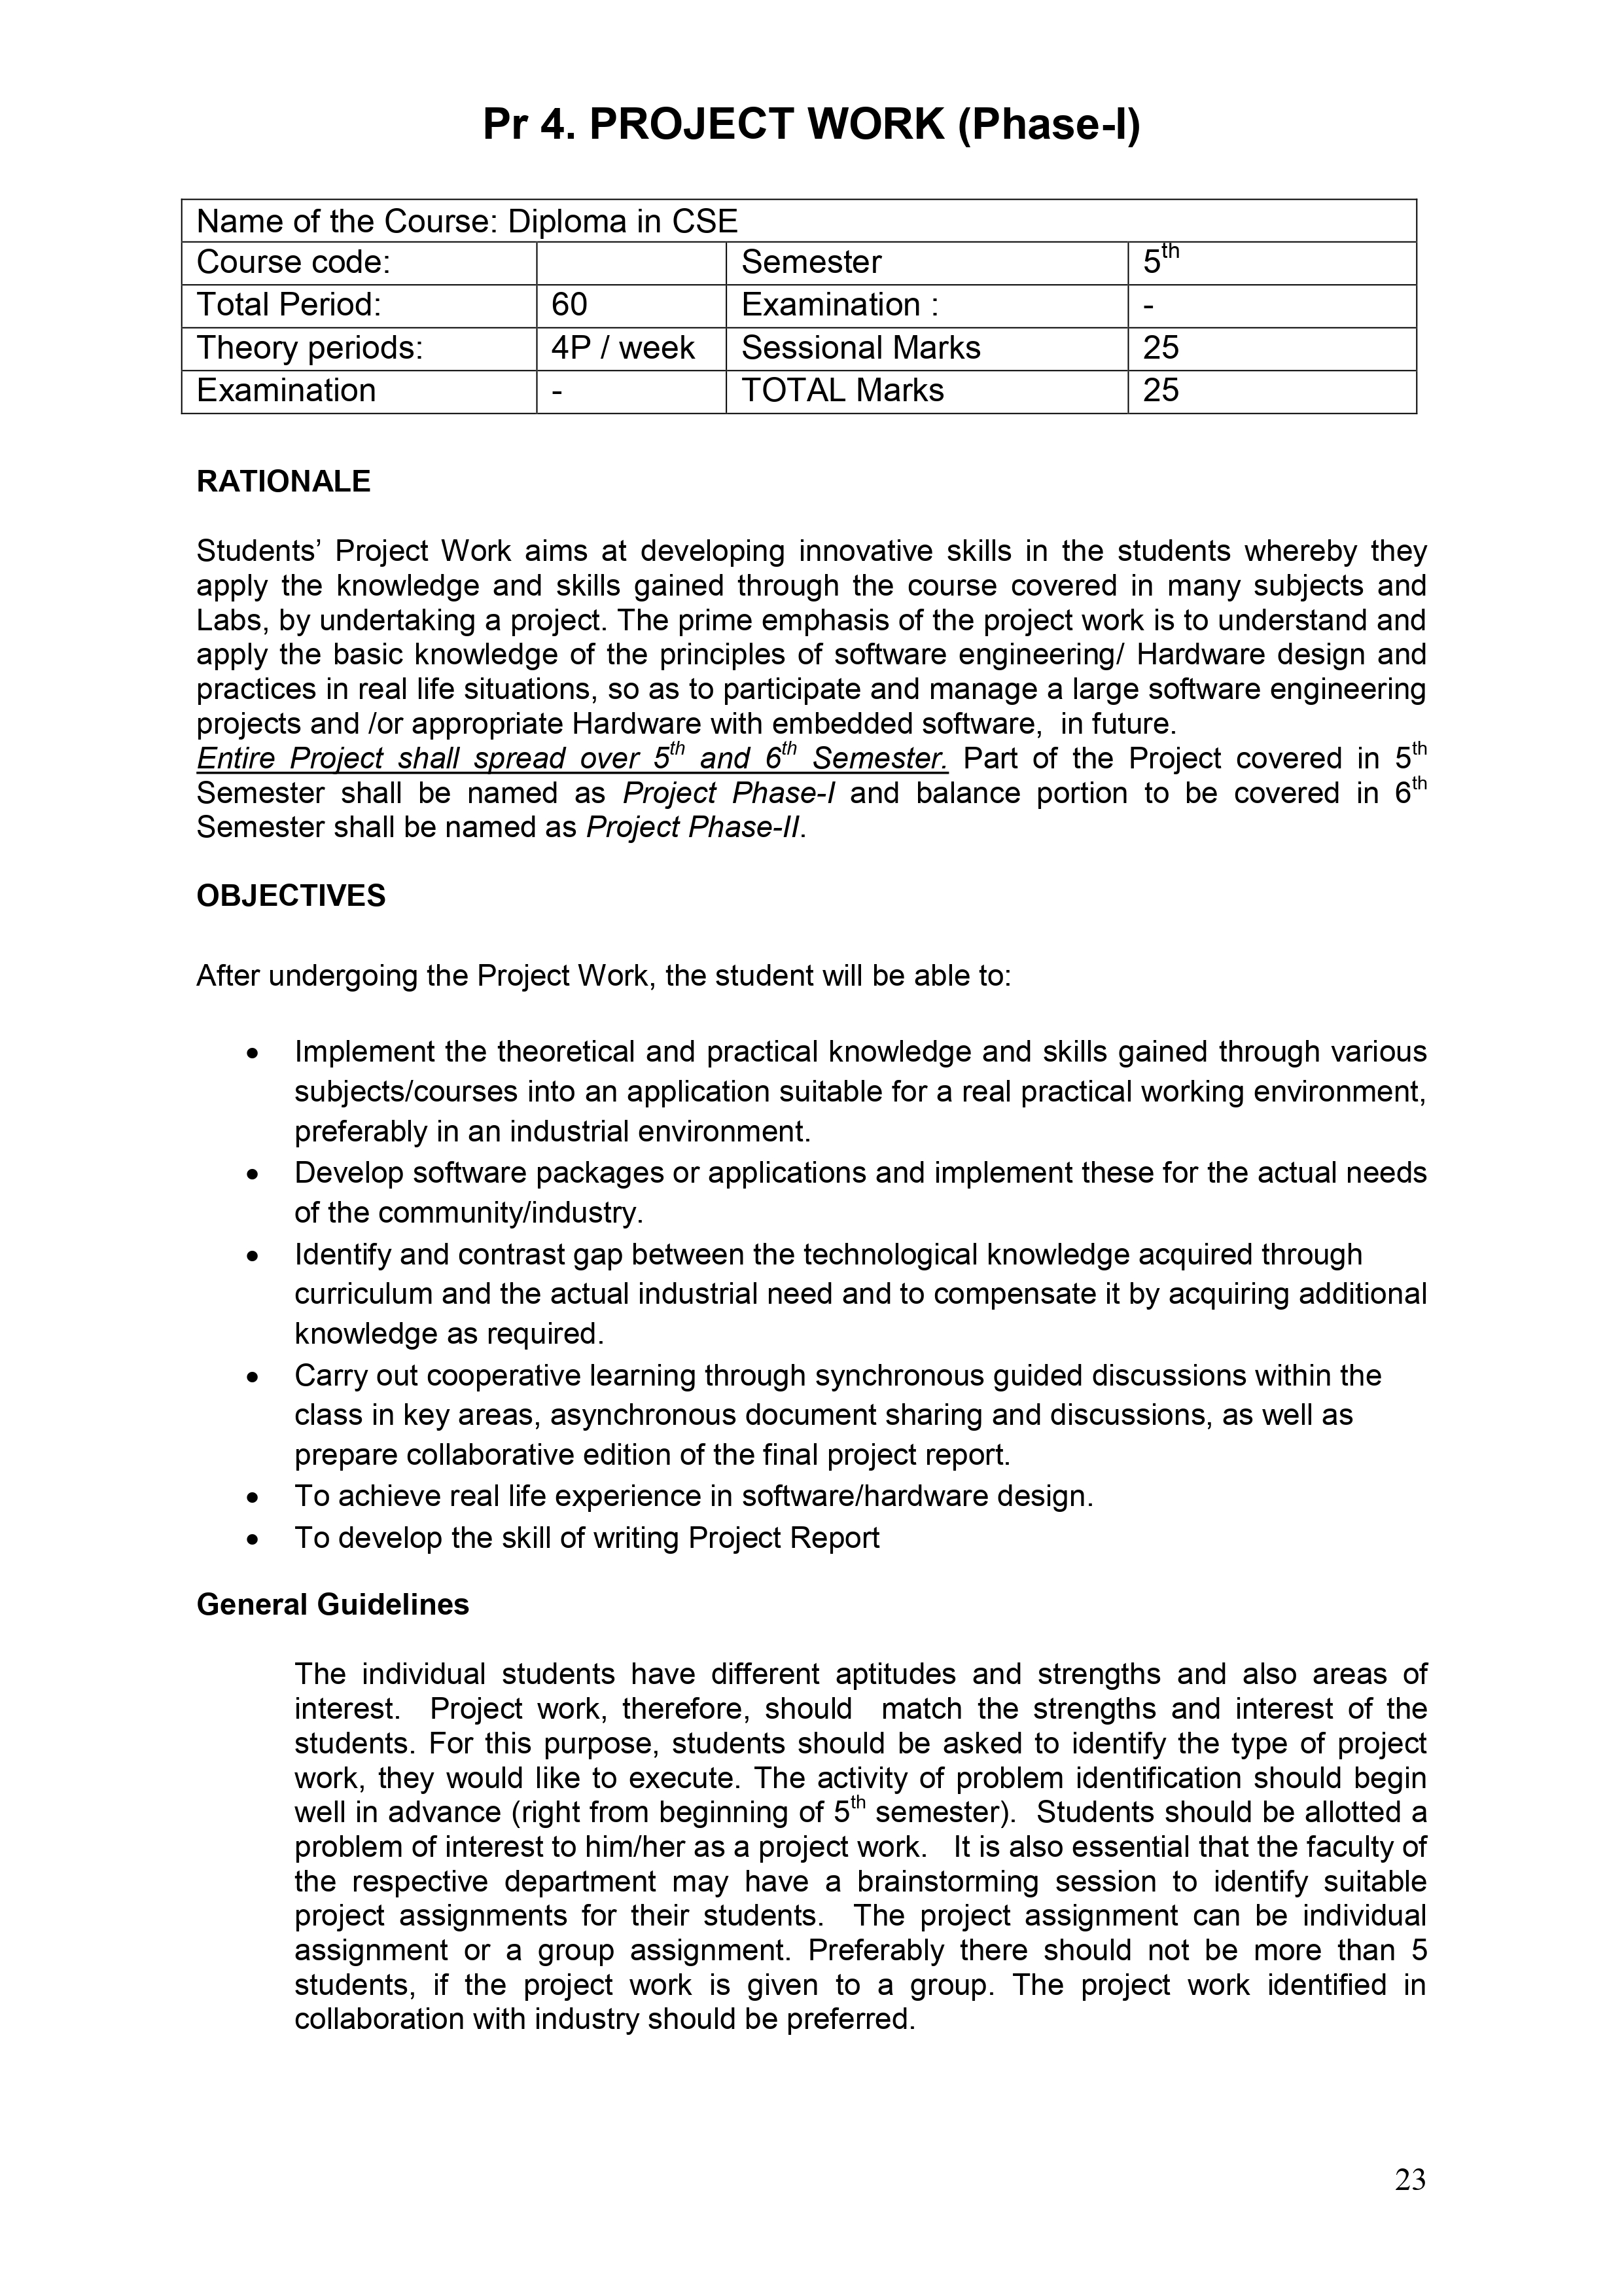 Pr 4. PROJECT WORK (Phase-I)
Name of the Course: Diploma in CSE
Course code: Semester 5th
Total Period: 60 Examination : -
Theory periods: 4P / week Sessional Marks 25
Examination - TOTAL Marks 25
RATIONALE
Students’ Project Work aims at developing innovative skills in the students whereby they
apply the knowledge and skills gained through the course covered in many subjects and
Labs, by undertaking a project. The prime emphasis of the project work is to understand and
apply the basic knowledge of the principles of software engineering/ Hardware design and
practices in real life situations, so as to participate and manage a large software engineering
projects and /or appropriate Hardware with embedded software, in future.
Entire Project shall spread over 5th and 6th Semester. Part of the Project covered in 5th
Semester shall be named as Project Phase-I and balance portion to be covered in 6th
Semester shall be named as Project Phase-II.
OBJECTIVES
After undergoing the Project Work, the student will be able to:
• Implement the theoretical and practical knowledge and skills gained through various
subjects/courses into an application suitable for a real practical working environment,
preferably in an industrial environment.
• Develop software packages or applications and implement these for the actual needs
of the community/industry.
• Identify and contrast gap between the technological knowledge acquired through
curriculum and the actual industrial need and to compensate it by acquiring additional
knowledge as required.
• Carry out cooperative learning through synchronous guided discussions within the
class in key areas, asynchronous document sharing and discussions, as well as
prepare collaborative edition of the final project report.
• To achieve real life experience in software/hardware design.
• To develop the skill of writing Project Report
General Guidelines
The individual students have different aptitudes and strengths and also areas of
interest. Project work, therefore, should match the strengths and interest of the
students. For this purpose, students should be asked to identify the type of project
work, they would like to execute. The activity of problem identification should begin
well in advance (right from beginning of 5th semester). Students should be allotted a
problem of interest to him/her as a project work. It is also essential that the faculty of
the respective department may have a brainstorming session to identify suitable
project assignments for their students. The project assignment can be individual
assignment or a group assignment. Preferably there should not be more than 5
students, if the project work is given to a group. The project work identified in
collaboration with industry should be preferred.
23